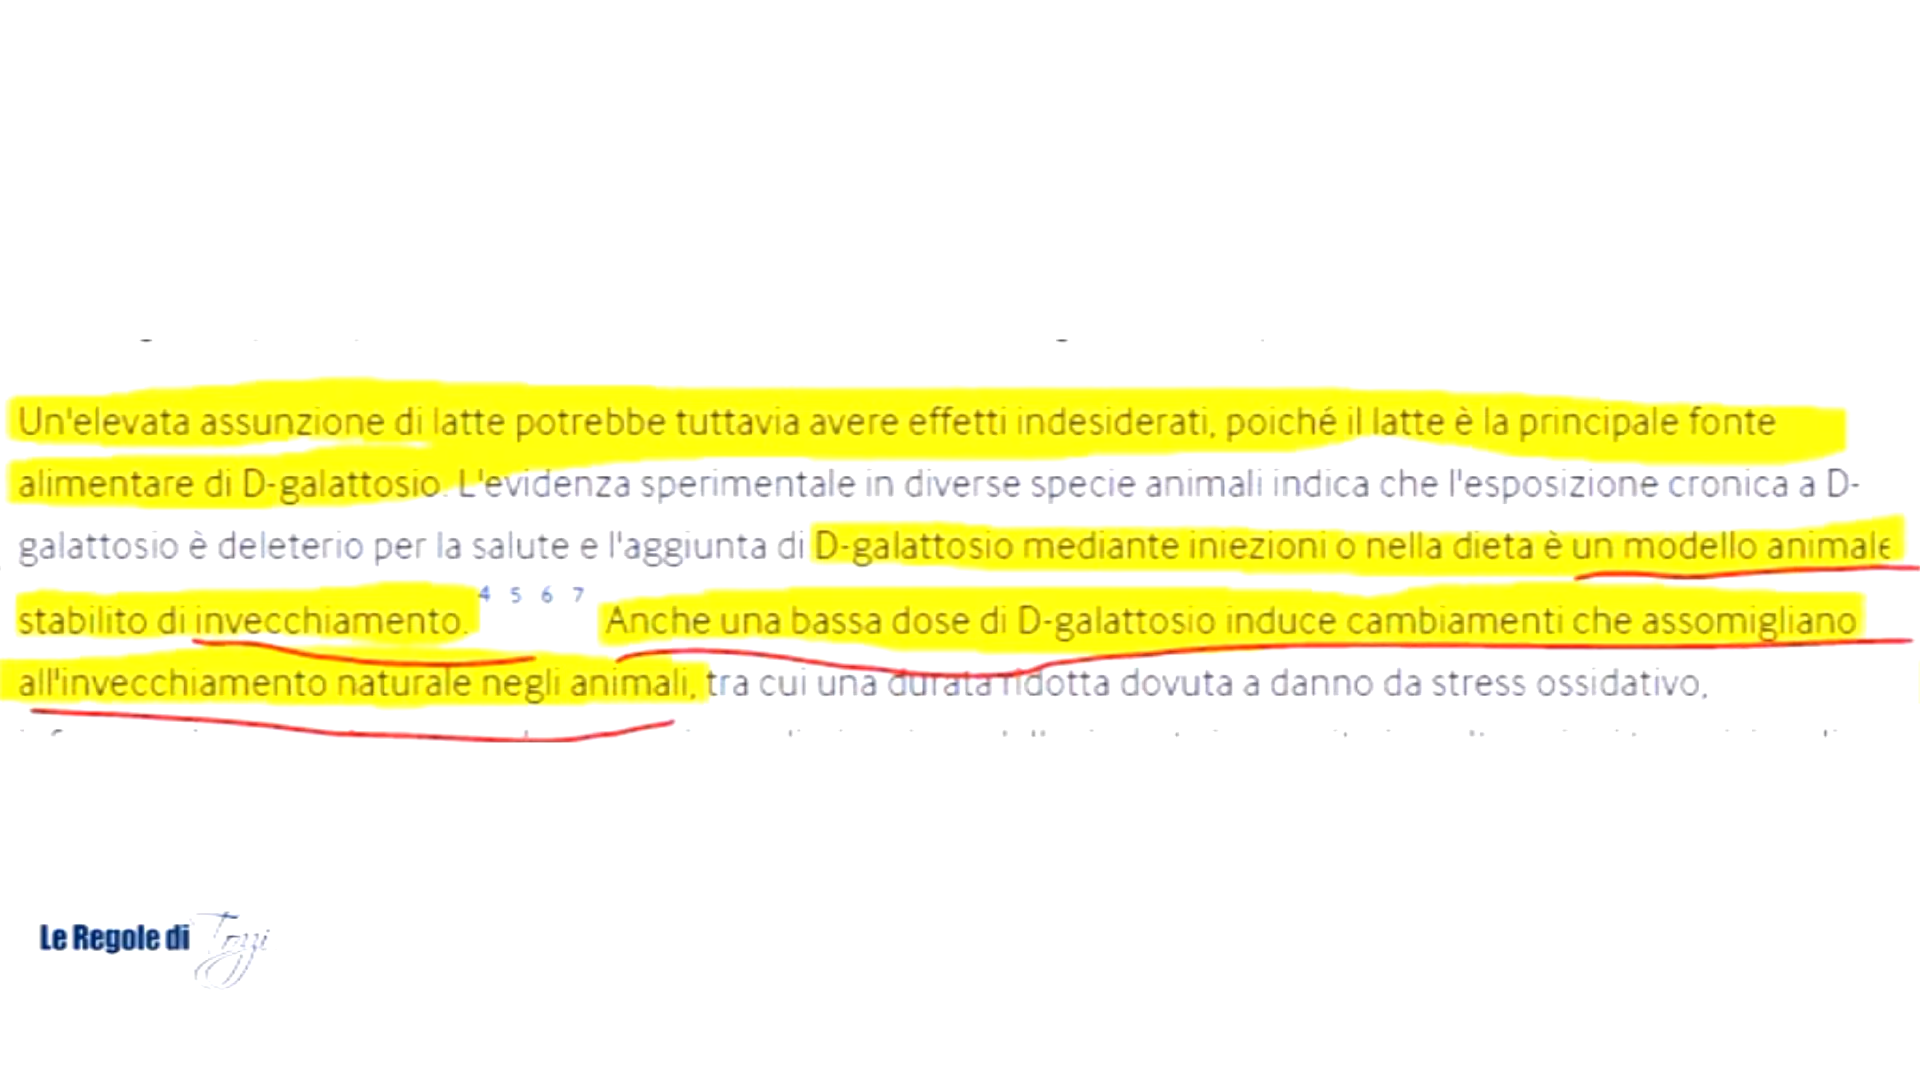 Un'elevata assunzione di latte potrebbe tuttavia avere effetti indesiderati, poiché il latte è la principale fonte
alimentare di D-galattosio. L'evidenza sperimentale in diverse specie animali indica che l'esposizione cronica a D-
galattosio è deleterio per la salute e l'aggiunta di D-galattosio mediante iniezioni o nella dieta è un modello animale
stabilito di invecchiamento. 4 5 6 7 Anche una bassa dose di D-galattosio induce cambiamenti che assomigliano
all'invecchiamento naturale negli animali, tra cui una durata ridotta dovuta a danno da stress ossidativo,
Le Regole di Tozzi